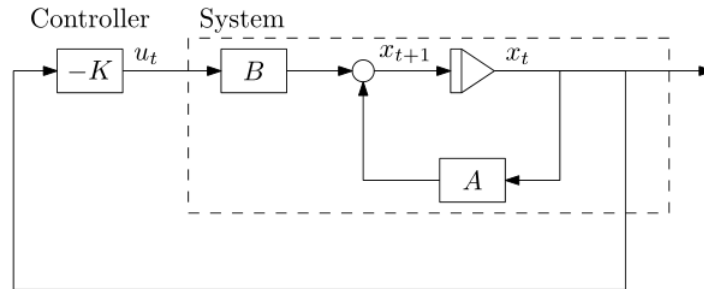 Controller
System
−K
u_t
B
x_{t+1}
x_t
A